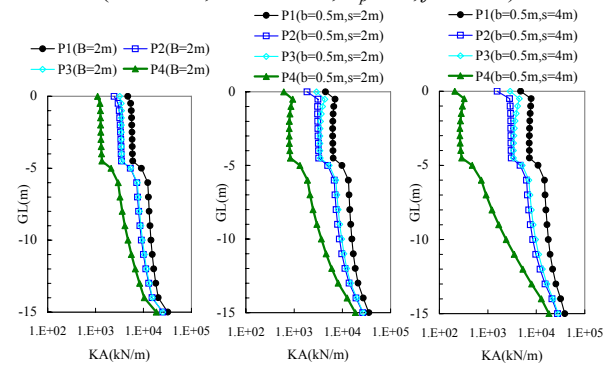 P1(B=2m) P2(B=2m)
P3(B=2m) P4(B=2m)
0
-5
-10
-15
GL(m)
1.E+02 1.E+03 1.E+04 1.E+05
KA(kN/m)
P1(b=0.5m,s=2m)
P2(b=0.5m,s=2m)
P3(b=0.5m,s=2m)
P4(b=0.5m,s=2m)
0
-5
-10
-15
GL(m)
1.E+02 1.E+03 1.E+04 1.E+05
KA(kN/m)
P1(b=0.5m,s=4m)
P2(b=0.5m,s=4m)
P3(b=0.5m,s=4m)
P4(b=0.5m,s=4m)
0
-5
-10
-15
GL(m)
1.E+02 1.E+03 1.E+04 1.E+05
KA(kN/m)